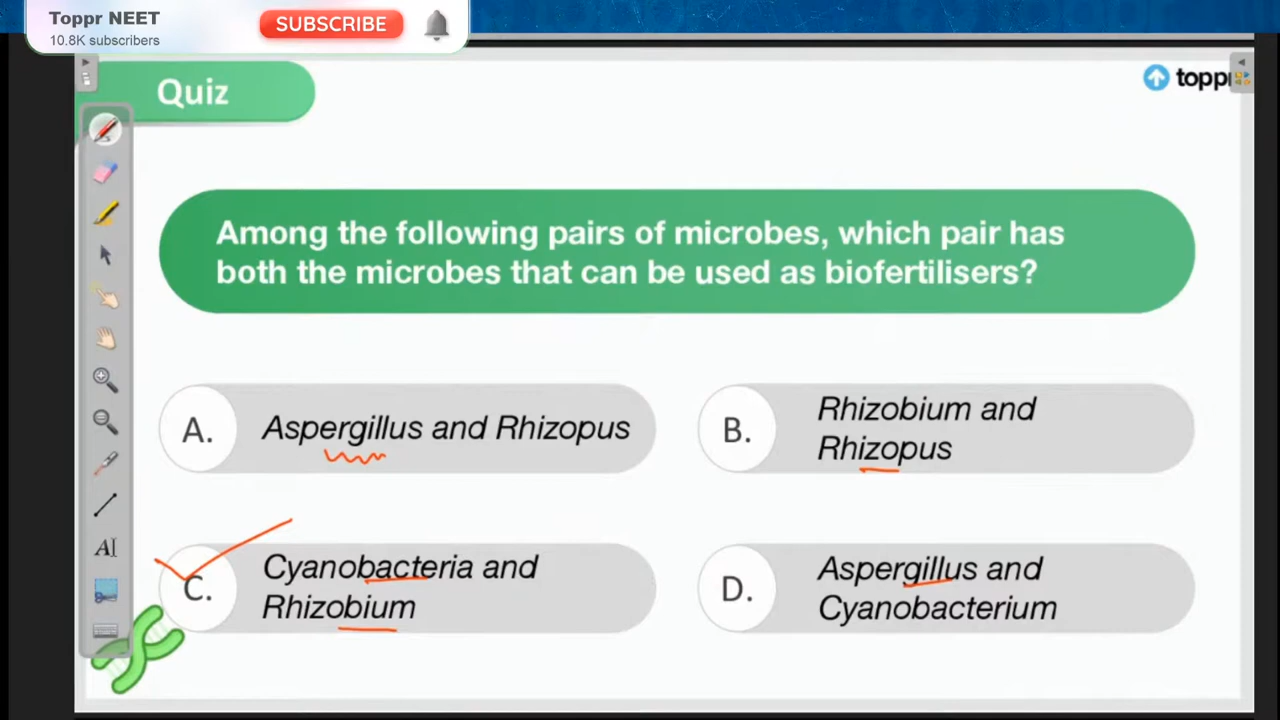 Toppr NEET
10.8K subscribers
SUBSCRIBE
Quiz
toppr
Among the following pairs of microbes, which pair has
both the microbes that can be used as biofertilisers?
A. Aspergillus and Rhizopus
B. Rhizobium and
Rhizopus
C. Cyanobacteria and
Rhizobium
D. Aspergillus and
Cyanobacterium
A